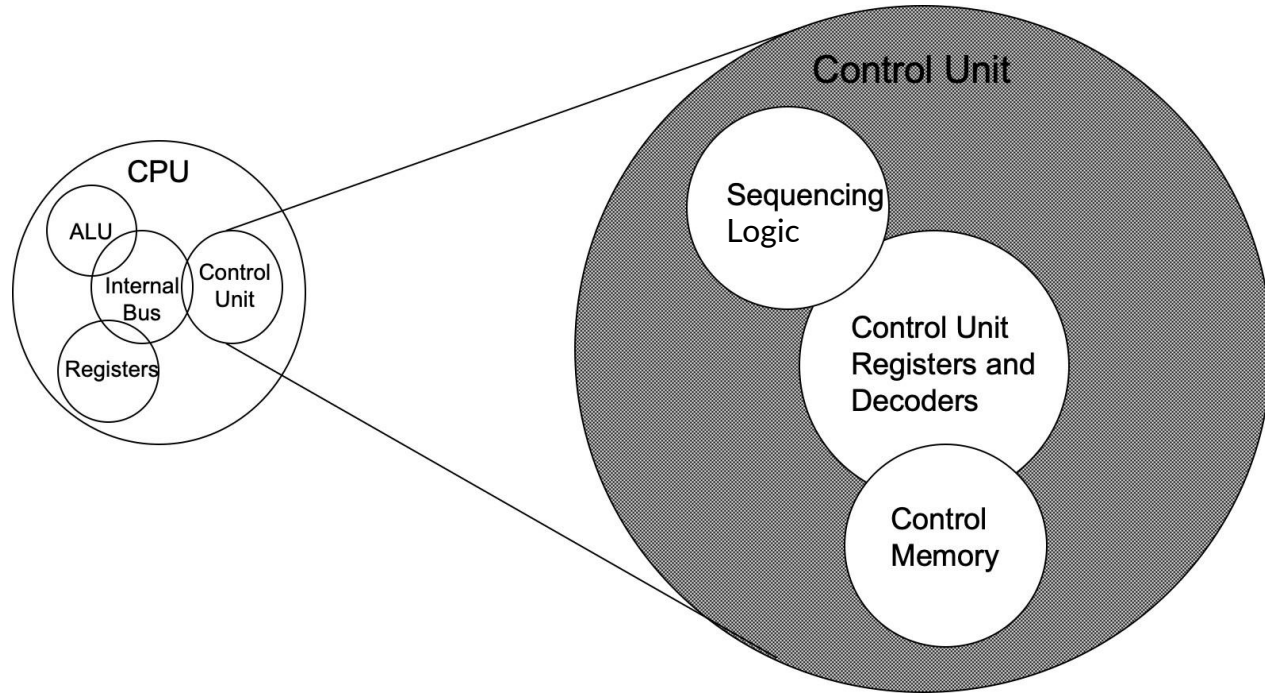 CPU
ALU
Internal
Bus
Control
Unit
Registers
Control Unit
Sequencing
Logic
Control Unit
Registers and
Decoders
Control
Memory